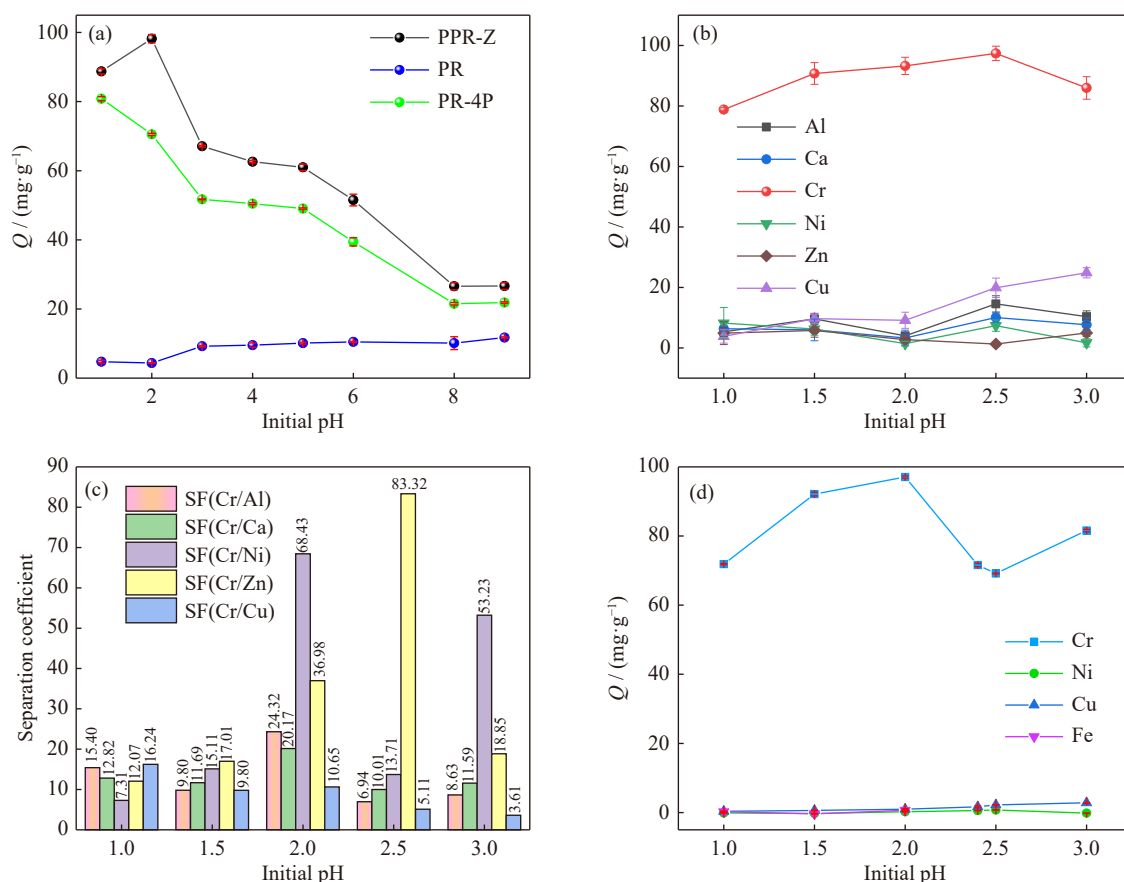 (a)
100
80
60
40
20
0
Q / (mg·g⁻¹)
2
4
6
8
Initial pH
PPR-Z
PR
PR-4P
(b)
100
80
60
40
20
0
Q / (mg·g⁻¹)
1.0
1.5
2.0
2.5
3.0
Initial pH
Al
Ca
Cr
Ni
Zn
Cu
(c)
90
80
70
60
50
40
30
20
10
0
Separation coefficient
SF(Cr/Al)
SF(Cr/Ca)
SF(Cr/Ni)
SF(Cr/Zn)
SF(Cr/Cu)
15.40
12.82
7.31
12.07
16.24
9.80
11.69
15.11
17.01
9.80
24.32
20.17
68.43
36.98
10.65
6.94
10.01
13.71
83.32
5.11
8.63
11.59
53.23
18.85
3.61
1.0
1.5
2.0
2.5
3.0
Initial pH
(d)
100
80
60
40
20
0
Q / (mg·g⁻¹)
1.0
1.5
2.0
2.5
3.0
Initial pH
Cr
Ni
Cu
Fe